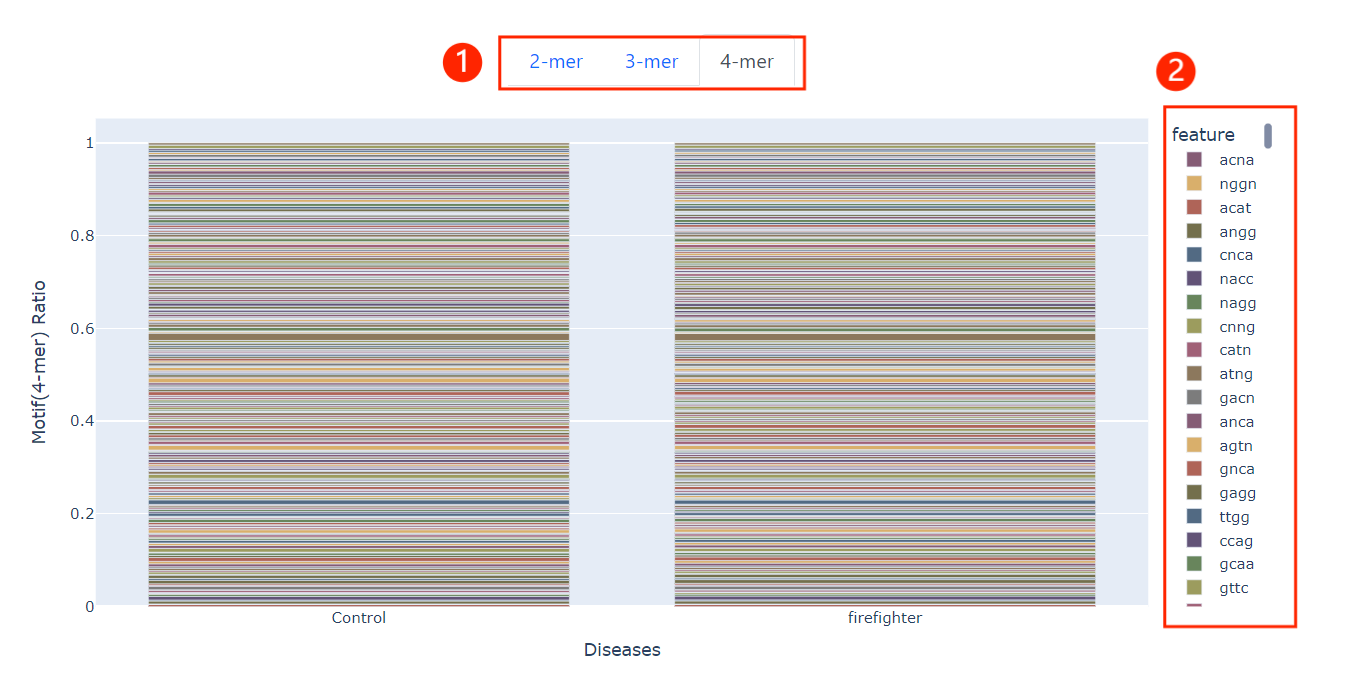 1
2-mer 3-mer 4-mer
2
feature
acna
nggn
acat
angg
cnca
nacc
nagg
cnng
catn
atng
gacn
anca
agtn
gnca
gagg
ttgg
ccag
gcaa
gttc
Motif(4-mer) Ratio
1
0.8
0.6
0.4
0.2
0
Control firefighter
Diseases